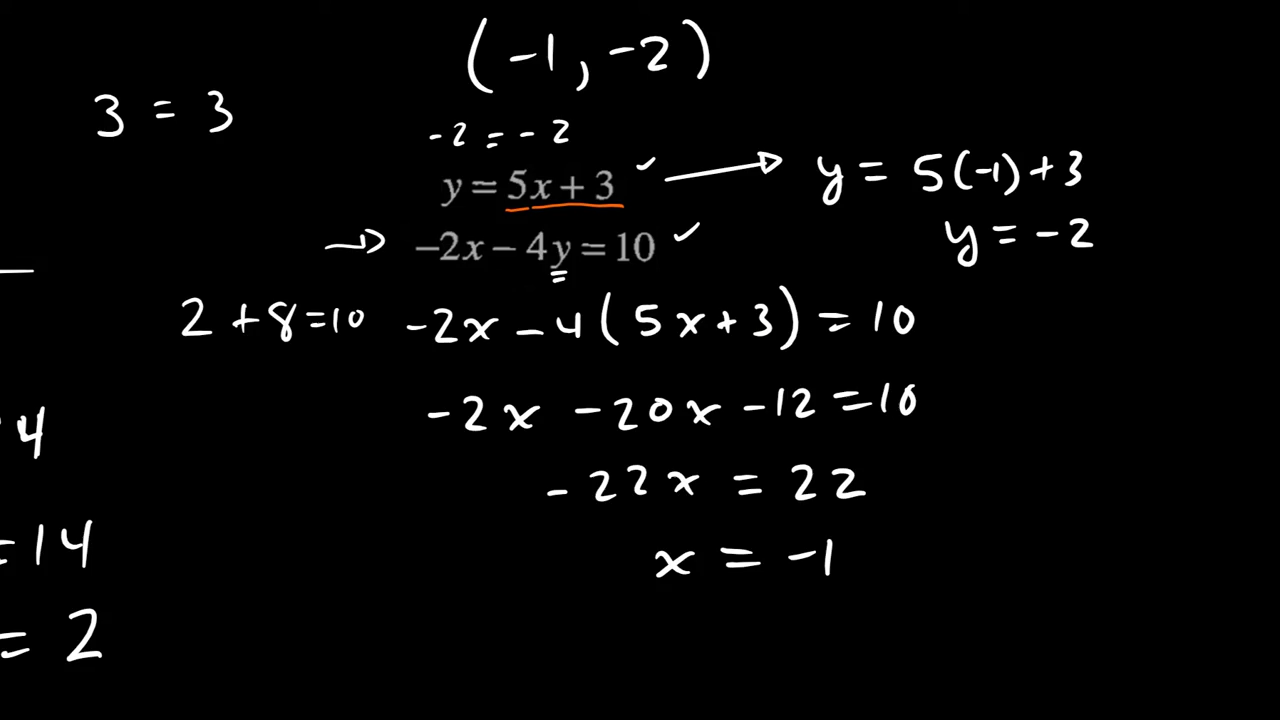 (-1, -2)
3 = 3
-2 = -2
y = 5x + 3
y = 5(-1) + 3
y = -2
-2x - 4y = 10
2 + 8 = 10
-2x - 4(5x + 3) = 10
-2x - 20x - 12 = 10
4
-22x = 22
= 14
x = -1
= 2